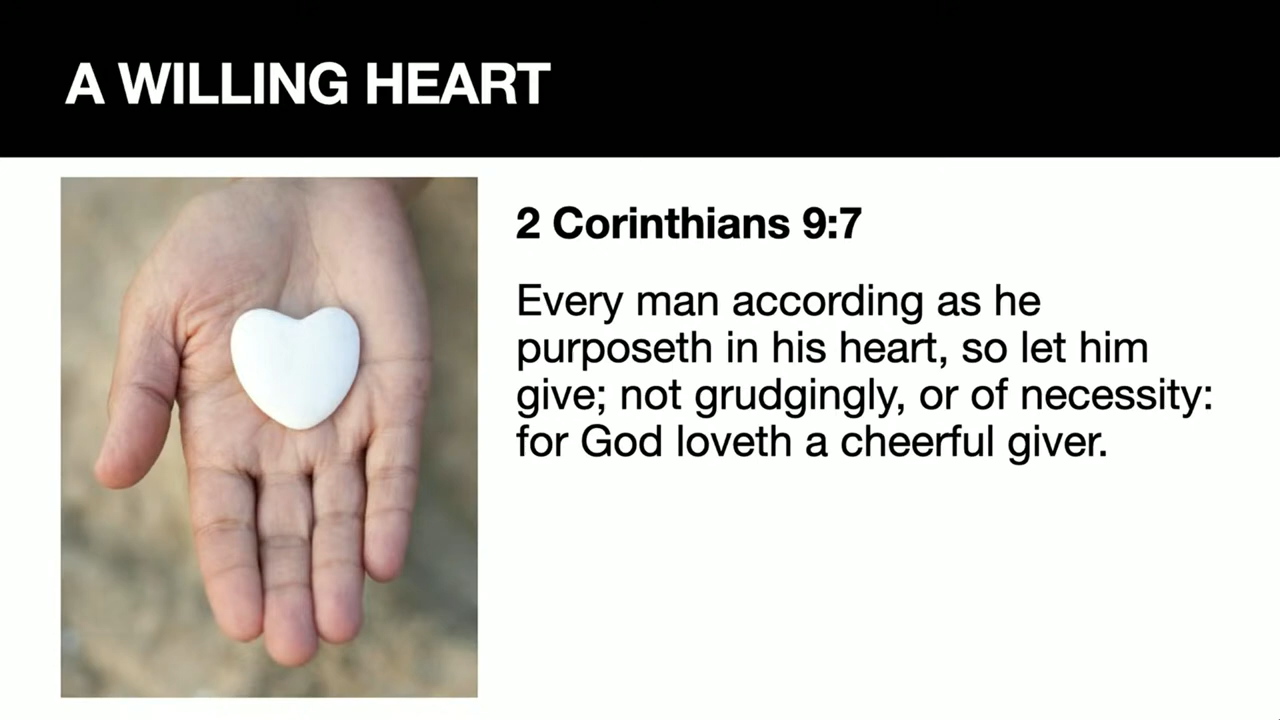 A WILLING HEART
2 Corinthians 9:7
Every man according as he
purposeth in his heart, so let him
give; not grudgingly, or of necessity:
for God loveth a cheerful giver.